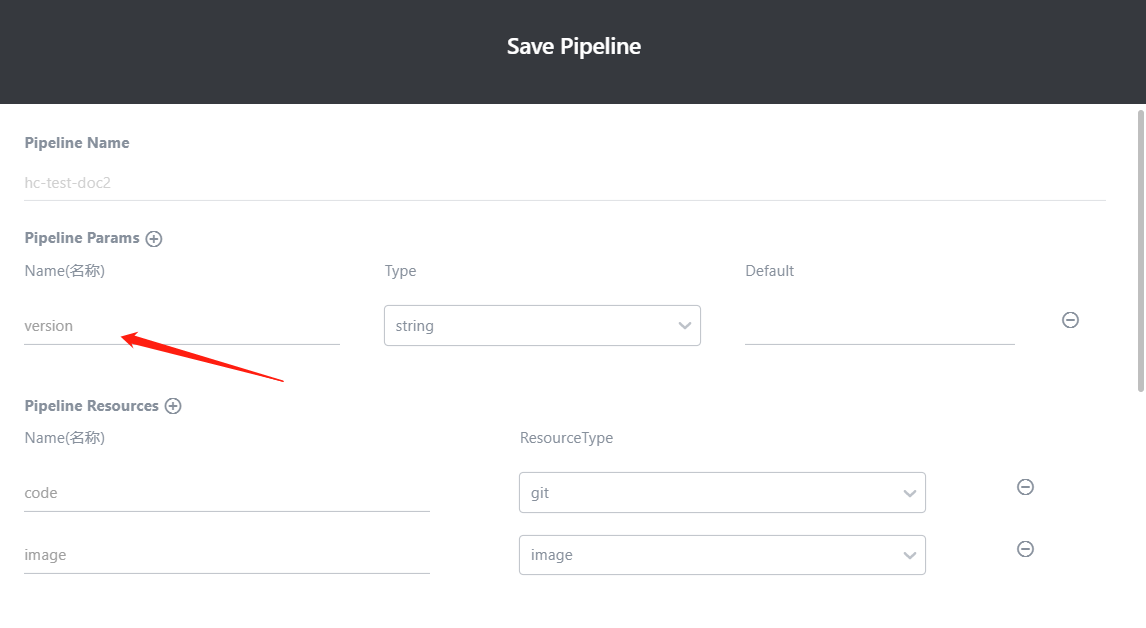 Save Pipeline
Pipeline Name
hc-test-doc2
Pipeline Params
Name(名称) Type Default
version string
Pipeline Resources
Name(名称) ResourceType
code git
image image